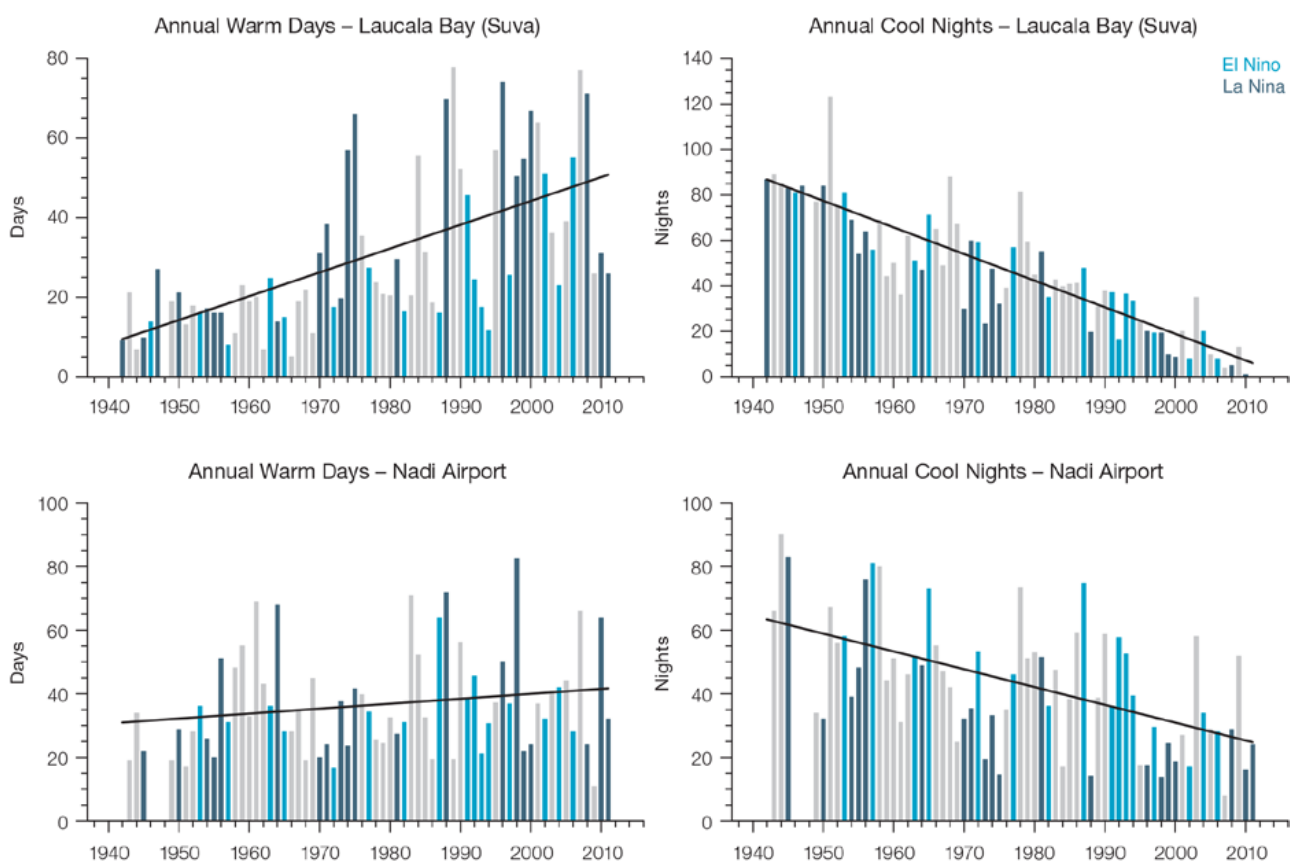 Annual Warm Days – Laucala Bay (Suva)
80
60
40
20
0
Days
1940 1950 1960 1970 1980 1990 2000 2010
Annual Cool Nights – Laucala Bay (Suva)
El Nino
La Nina
140
120
100
80
60
40
20
0
Nights
1940 1950 1960 1970 1980 1990 2000 2010
Annual Warm Days – Nadi Airport
100
80
60
40
20
0
Days
1940 1950 1960 1970 1980 1990 2000 2010
Annual Cool Nights – Nadi Airport
100
80
60
40
20
0
Nights
1940 1950 1960 1970 1980 1990 2000 2010